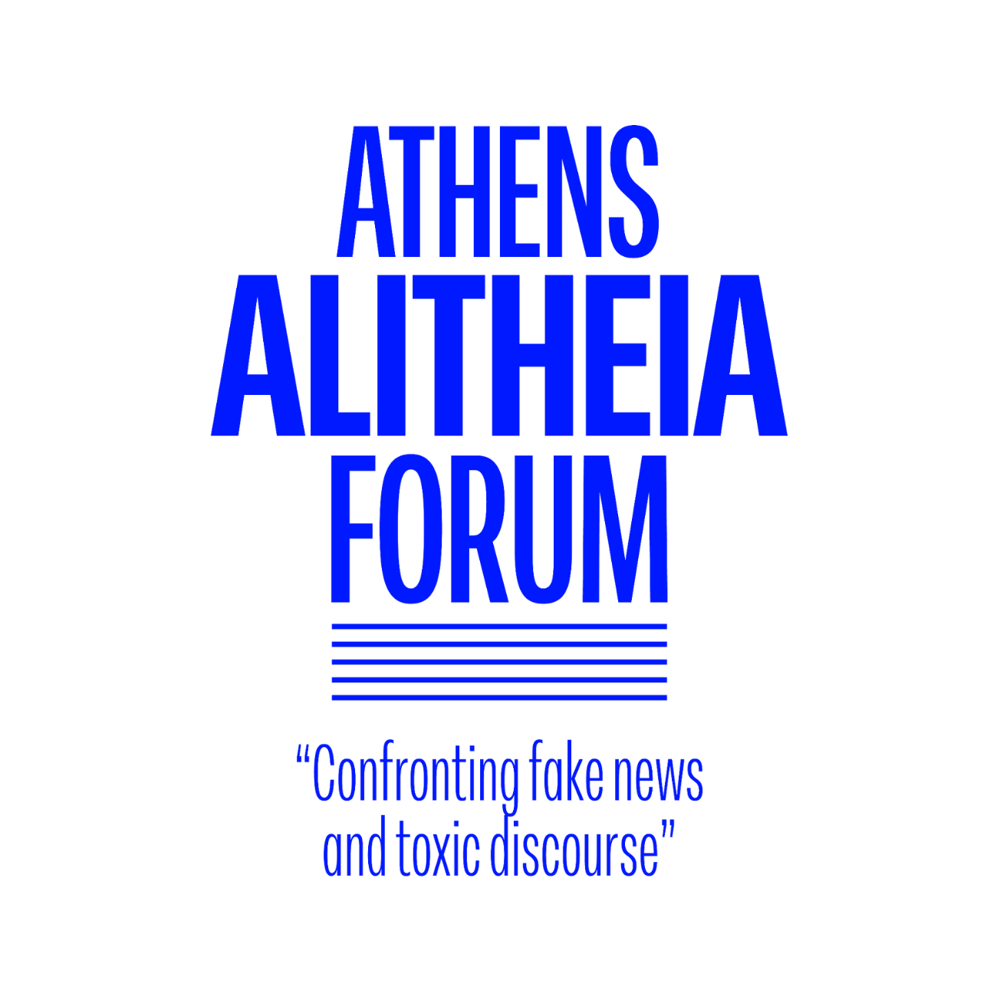 ATHENS
ALITHEIA
FORUM
“Confronting fake news
and toxic discourse”